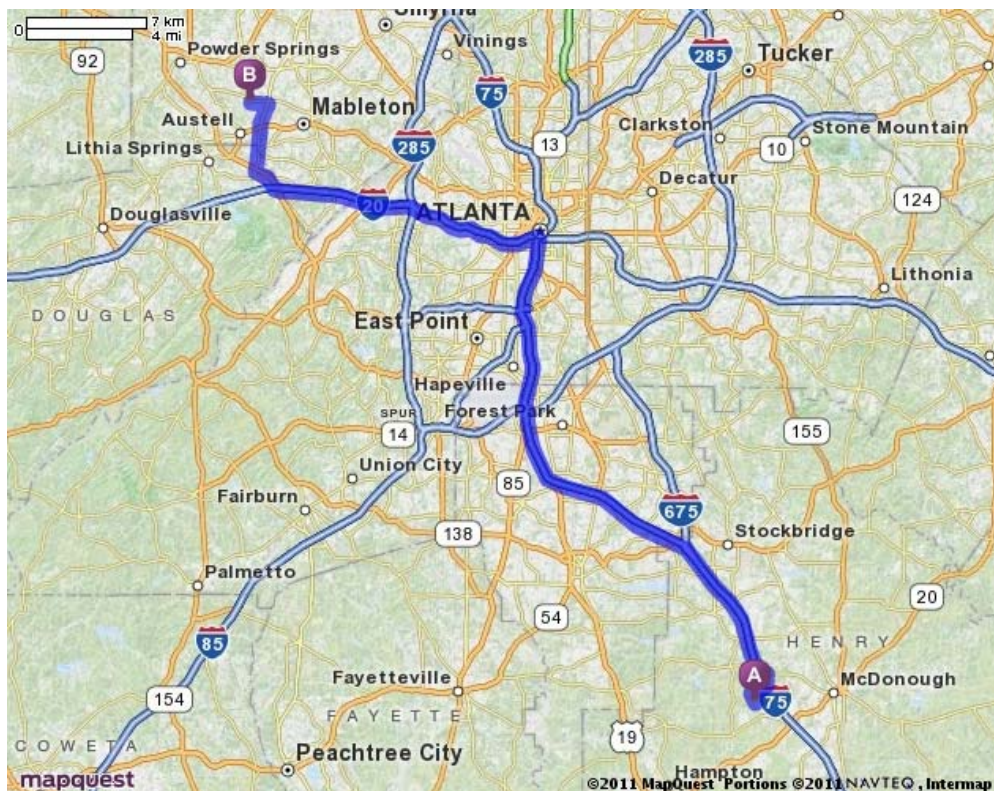 Smyrna
0
7 km
4 mi
Powder Springs
Vinings
285
Tucker
92
B
75
Mableton
Austell
Clarkston
Stone Mountain
Lithia Springs
285
13
10
Decatur
20
ATLANTA
124
Douglasville
Lithonia
DOUGLAS
East Point
Hapeville
SPUR
14
Forest Park
155
Union City
85
Fairburn
675
138
Stockbridge
Palmetto
20
54
85
HENRY
A
McDonough
Fayetteville
154
75
FAYETTE
19
COWETA
Peachtree City
Hampton
mapquest
©2011 MapQuest Portions ©2011 NAVTEQ, Intermap